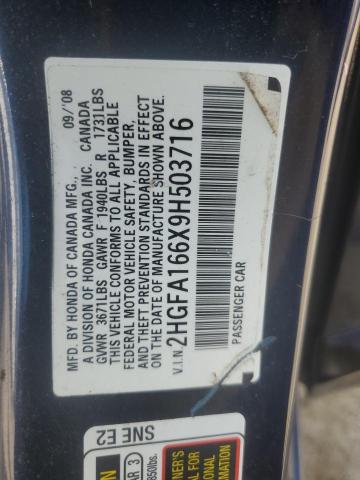 MFD. BY HONDA OF CANADA MFG., 09/'08
A DIVISION OF HONDA CANADA INC. CANADA
GVWR 3671LBS GAWR F 1940LBS R 1731LBS
THIS VEHICLE CONFORMS TO ALL APPLICABLE
FEDERAL MOTOR VEHICLE SAFETY, BUMPER,
AND THEFT PREVENTION STANDARDS IN EFFECT
ON THE DATE OF MANUFACTURE SHOWN ABOVE.
V.I.N. 2HGFA166X9H503716
PASSENGER CAR
SNE E2